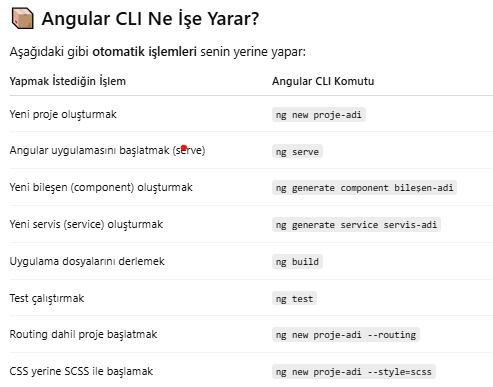 Angular CLI Ne İşe Yarar?
Aşağıdaki gibi otomatik işlemleri senin yerine yapar:
Yapmak İstediğin İşlem Angular CLI Komutu
Yeni proje oluşturmak ng new proje-adi
Angular uygulamasını başlatmak (serve) ng serve
Yeni bileşen (component) oluşturmak ng generate component bileşen-adi
Yeni servis (service) oluşturmak ng generate service servis-adi
Uygulama dosyalarını derlemek ng build
Test çalıştırmak ng test
Routing dahil proje başlatmak ng new proje-adi --routing
CSS yerine SCSS ile başlamak ng new proje-adi --style=scss